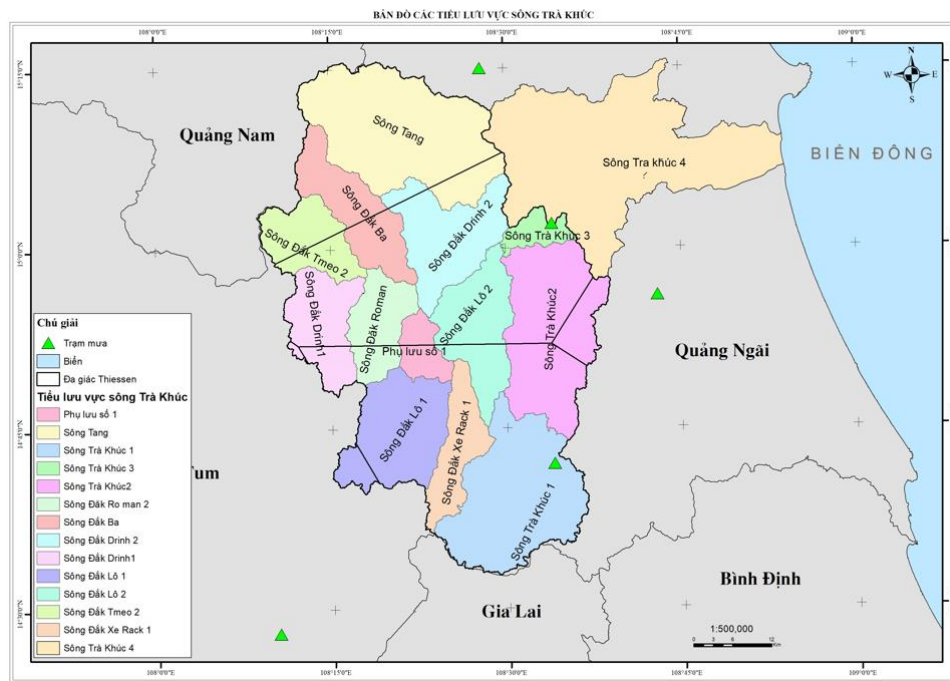 BẢN ĐỒ CÁC TIỂU LƯU VỰC SÔNG TRÀ KHÚC
108°0'0"E 108°15'0"E 108°30'0"E 108°45'0"E 109°0'0"E
15°15'0"N
15°0'0"N
14°45'0"N
14°30'0"N
N
W E
S
Quảng Nam
Sông Tang
Sông Tra khúc 4
BIỂN ĐÔNG
Sông Đắk Ba
Sông Đắk Drinh 2
Sông Trà Khúc 3
Sông Đắk Tmeo 2
Sông Đắk Drinh1
Sông Đăk Roman
Sông Đắk Lô 2
Sông Trà Khúc2
Phụ lưu số 1
Quảng Ngãi
Sông Đắk Lô 1
Sông Đắk Xe Rack 1
Sông Trà Khúc 1
Tum
Gia Lai
Bình Định
Chú giải
Trạm mưa
Biển
Đa giác Thiessen
Tiểu lưu vực sông Trà Khúc
Phụ lưu số 1
Sông Tang
Sông Trà Khúc 1
Sông Trà Khúc 3
Sông Trà Khúc2
Sông Đăk Ro man 2
Sông Đắk Ba
Sông Đắk Drinh 2
Sông Đắk Drinh1
Sông Đắk Lô 1
Sông Đắk Lô 2
Sông Đắk Tmeo 2
Sông Đắk Xe Rack 1
Sông Trà Khúc 4
1:500,000
0 3 6 12
Km
108°0'0"E 108°15'0"E 108°30'0"E 108°45'0"E 109°0'0"E